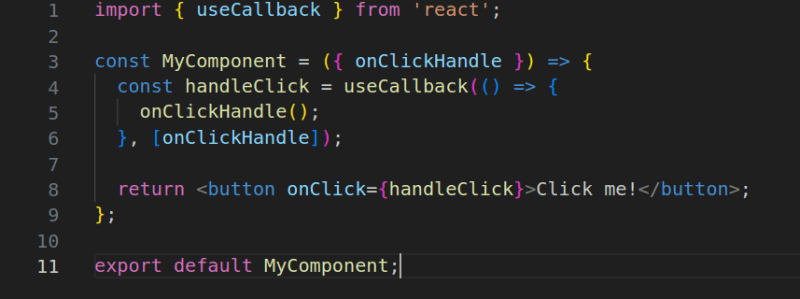 1 import { useCallback } from 'react';
2
3 const MyComponent = ({ onClickHandle }) => {
4   const handleClick = useCallback(() => {
5     onClickHandle();
6   }, [onClickHandle]);
7
8   return <button onClick={handleClick}>Click me!</button>;
9 };
10
11 export default MyComponent;